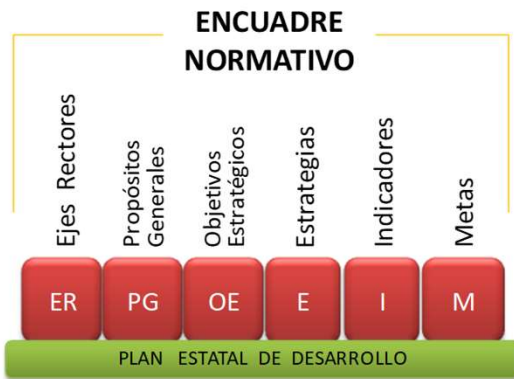 ENCUADRE
NORMATIVO
Ejes Rectores
Propósitos
Generales
Objetivos
Estratégicos
Estrategias
Indicadores
Metas
ER
PG
OE
E
I
M
PLAN ESTATAL DE DESARROLLO